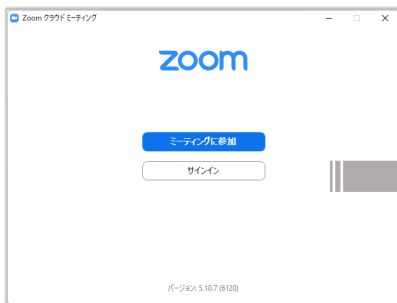 Zoom クラウド ミーティング
zoom
ミーティングに参加
サインイン
バージョン: 5.10.7 (6120)